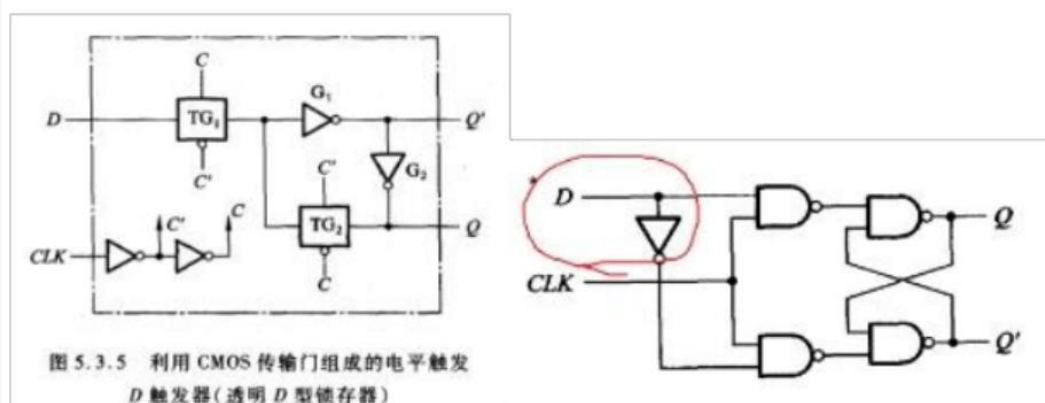 C
G₁
D
TG₁
Q'
C'
C'
G₂
C'
C
TG₂
Q
CLK
C
图 5.3.5 利用 CMOS 传输门组成的电平触发
D 触发器(透明 D 型锁存器)
D
Q
CLK
Q'